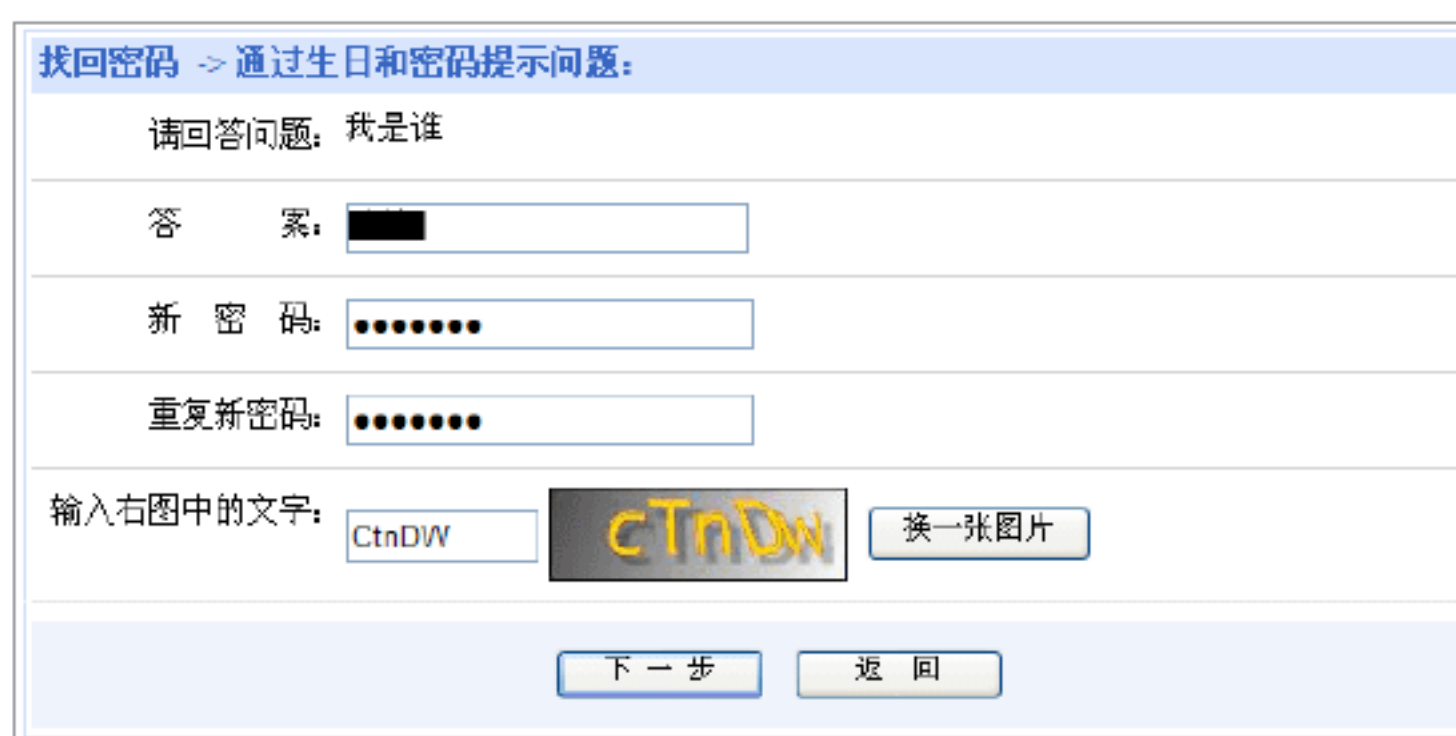 找回密码 -> 通过生日和密码提示问题：
请回答问题：我是谁
答 案：
新 密 码：•••••••
重复新密码：•••••••
输入右图中的文字：CtnDW cTnDw 换一张图片
下一步 返回